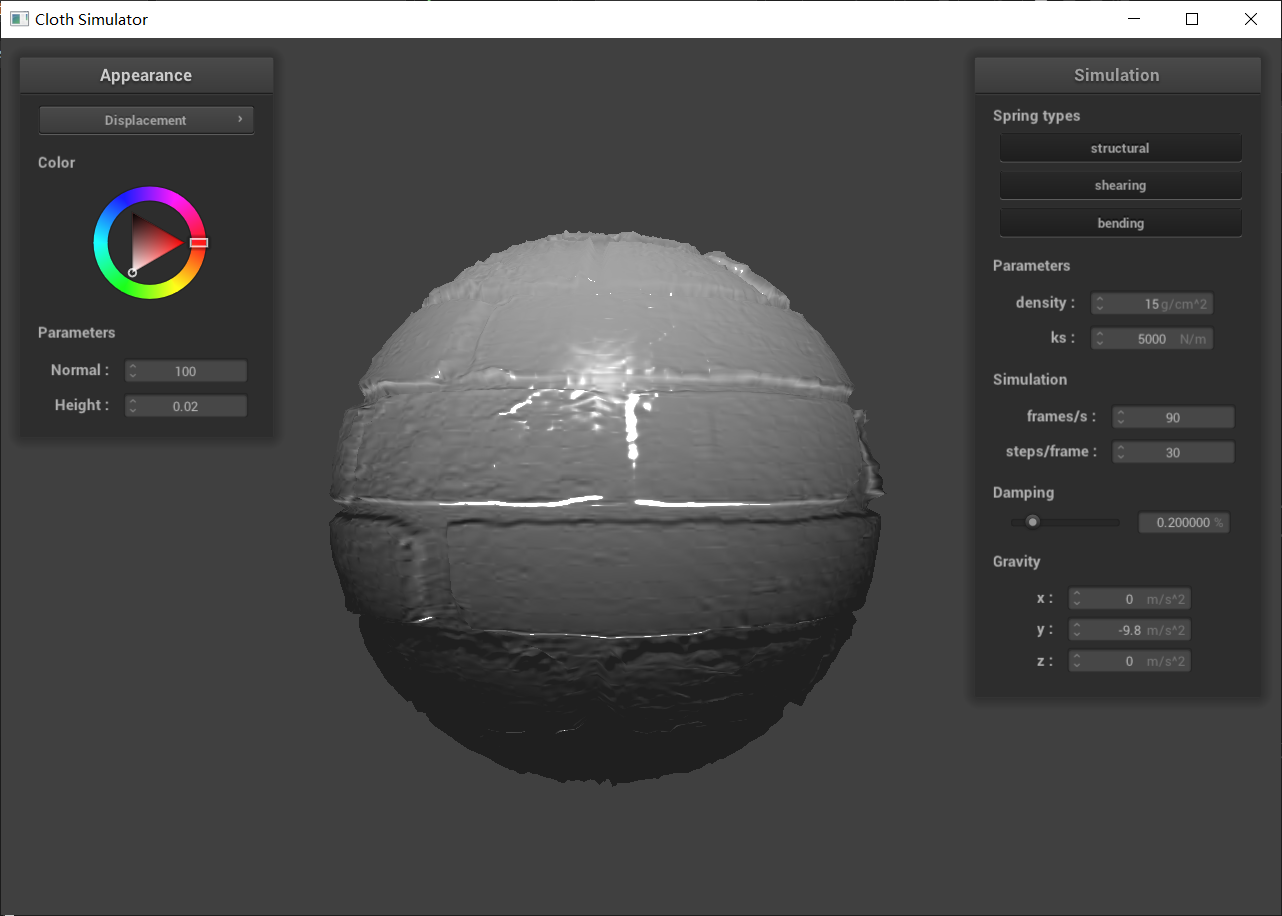 Cloth Simulator
Appearance
Displacement
Color
Parameters
Normal : 100
Height : 0.02
Simulation
Spring types
structural
shearing
bending
Parameters
density : 15 g/cm^2
ks : 5000 N/m
Simulation
frames/s : 90
steps/frame : 30
Damping
0.200000 %
Gravity
x : 0 m/s^2
y : -9.8 m/s^2
z : 0 m/s^2